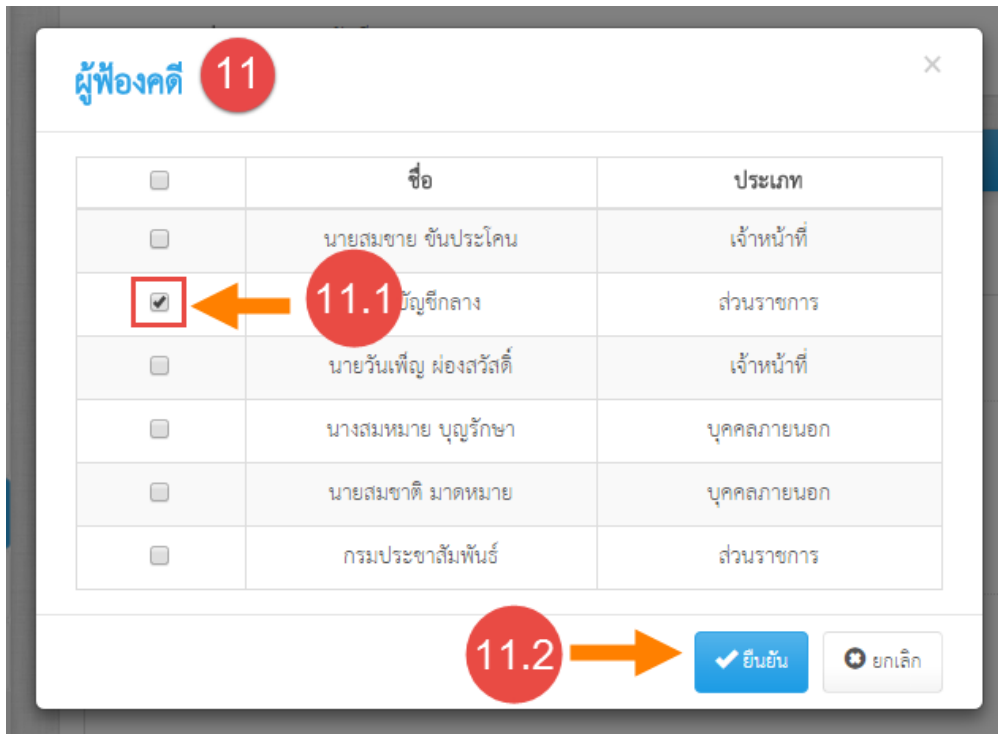 ผู้ฟ้องคดี 11 ×
ชื่อ ประเภท
นายสมชาย ขันประโคน เจ้าหน้าที่
11.1 บัญชีกลาง ส่วนราชการ
นายวันเพ็ญ ผ่องสวัสดิ์ เจ้าหน้าที่
นางสมหมาย บุญรักษา บุคคลภายนอก
นายสมชาติ มาดหมาย บุคคลภายนอก
กรมประชาสัมพันธ์ ส่วนราชการ
11.2 ยืนยัน ยกเลิก